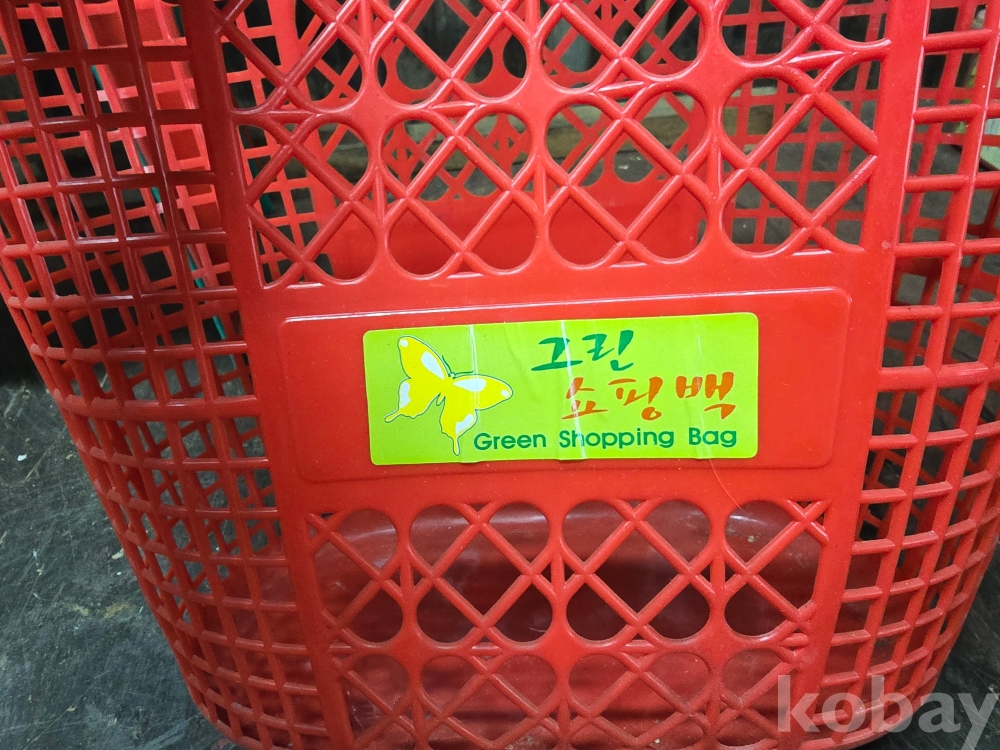 그린
쇼핑백
Green Shopping Bag
kobay